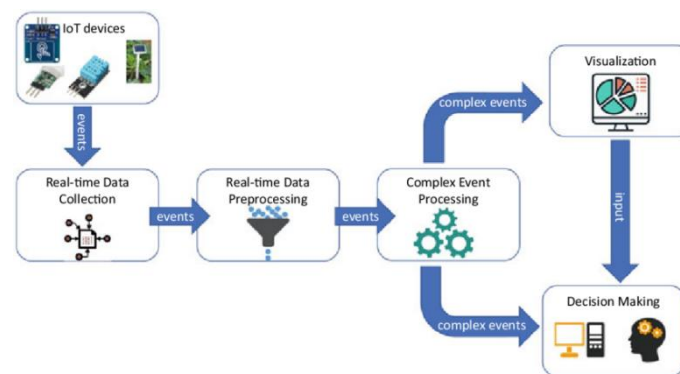 IoT devices
events
Real-time Data
Collection
events
Real-time Data
Preprocessing
events
Complex Event
Processing
complex events
Visualization
input
complex events
Decision Making